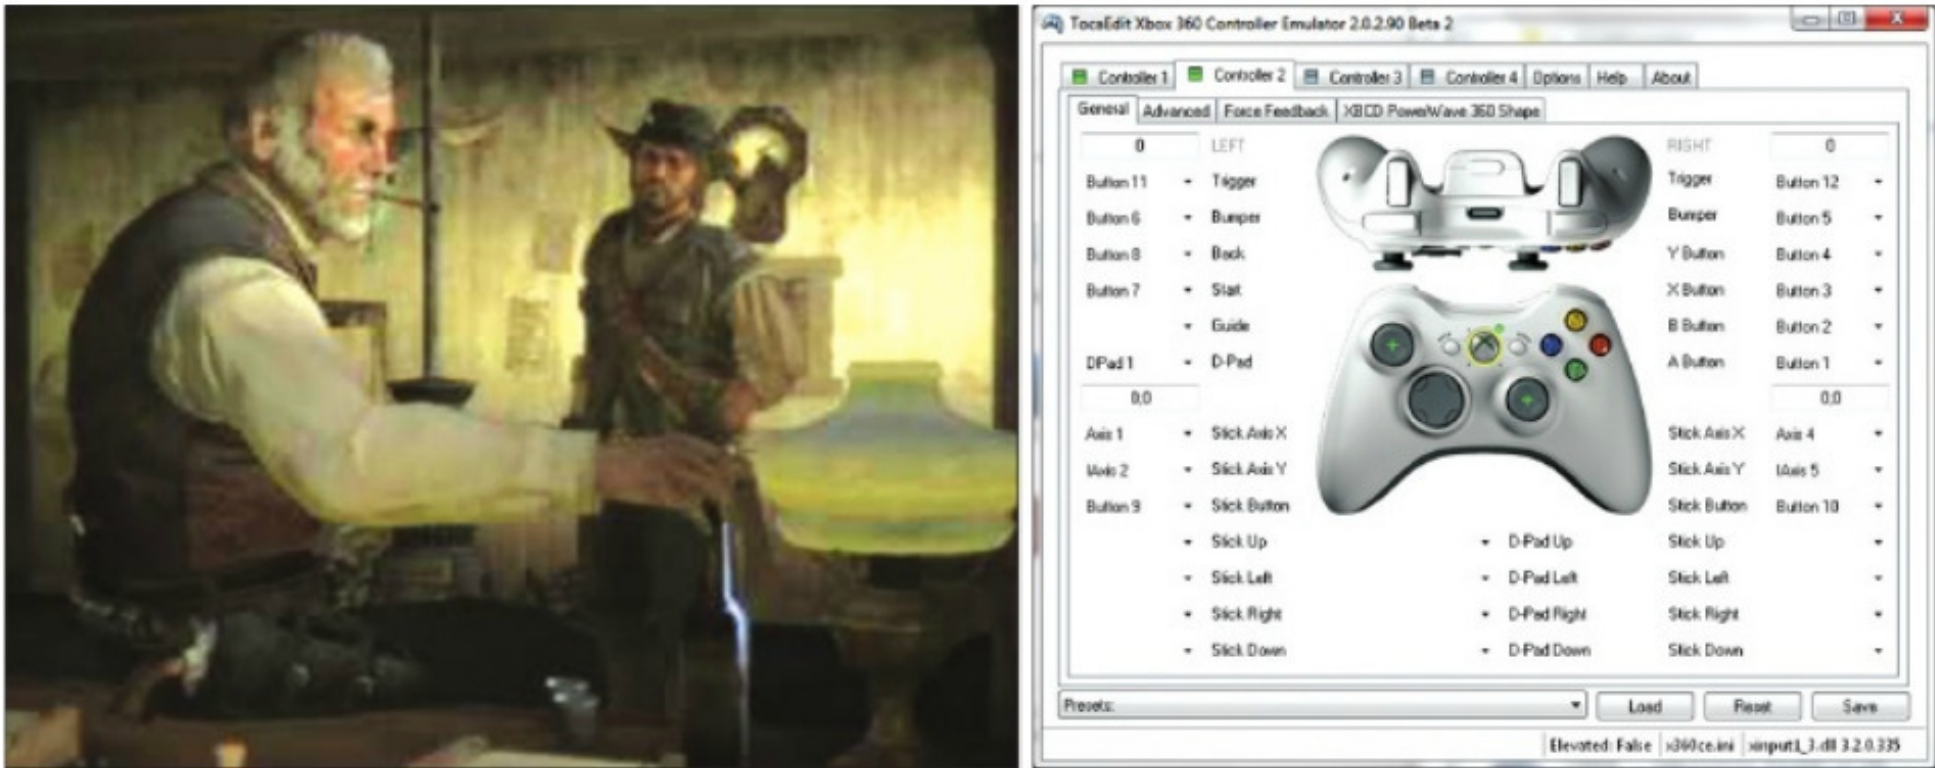 TocaEdit Xbox 360 Controller Emulator 2.0.2.90 Beta 2
Controller 1 Controller 2 Controller 3 Controller 4 Options Help About
General Advanced Force Feedback XBCD PowerWave 360 Shape
0 LEFT RIGHT 0
Button 11 Trigger Trigger Button 12
Button 6 Bumper Bumper Button 5
Button 8 Back Y Button Button 4
Button 7 Start X Button Button 3
Guide B Button Button 2
DPad 1 D-Pad A Button Button 1
0;0 0;0
Axis 1 Stick Axis X Stick Axis X Axis 4
IAxis 2 Stick Axis Y Stick Axis Y IAxis 5
Button 9 Stick Button Stick Button Button 10
Stick Up D-Pad Up Stick Up
Stick Left D-Pad Left Stick Left
Stick Right D-Pad Right Stick Right
Stick Down D-Pad Down Stick Down
Presets: Load Reset Save
Elevated: False x360ce.ini xinput1_3.dll 3.2.0.335